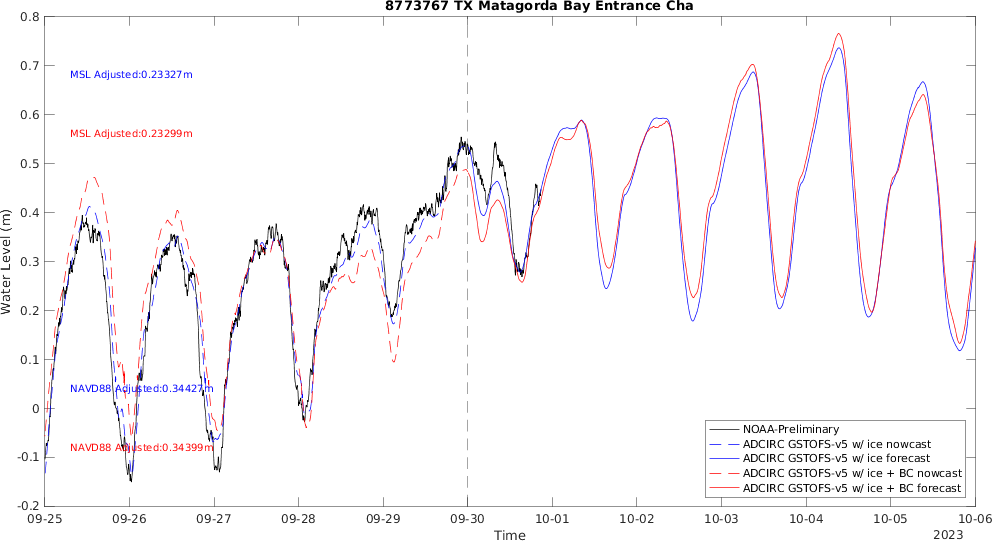 8773767 TX Matagorda Bay Entrance Cha
0.8
0.7
0.6
0.5
0.4
0.3
0.2
0.1
0
-0.1
-0.2
Water Level (m)
MSL Adjusted:0.23327m
MSL Adjusted:0.23299m
NAVD88 Adjusted:0.34427m
NAVD88 Adjusted:0.34399m
NOAA-Preliminary
ADCIRC GSTOFS-v5 w/ ice nowcast
ADCIRC GSTOFS-v5 w/ ice forecast
ADCIRC GSTOFS-v5 w/ ice + BC nowcast
ADCIRC GSTOFS-v5 w/ ice + BC forecast
09-25 09-26 09-27 09-28 09-29 09-30 10-01 10-02 10-03 10-04 10-05 10-06
Time
2023